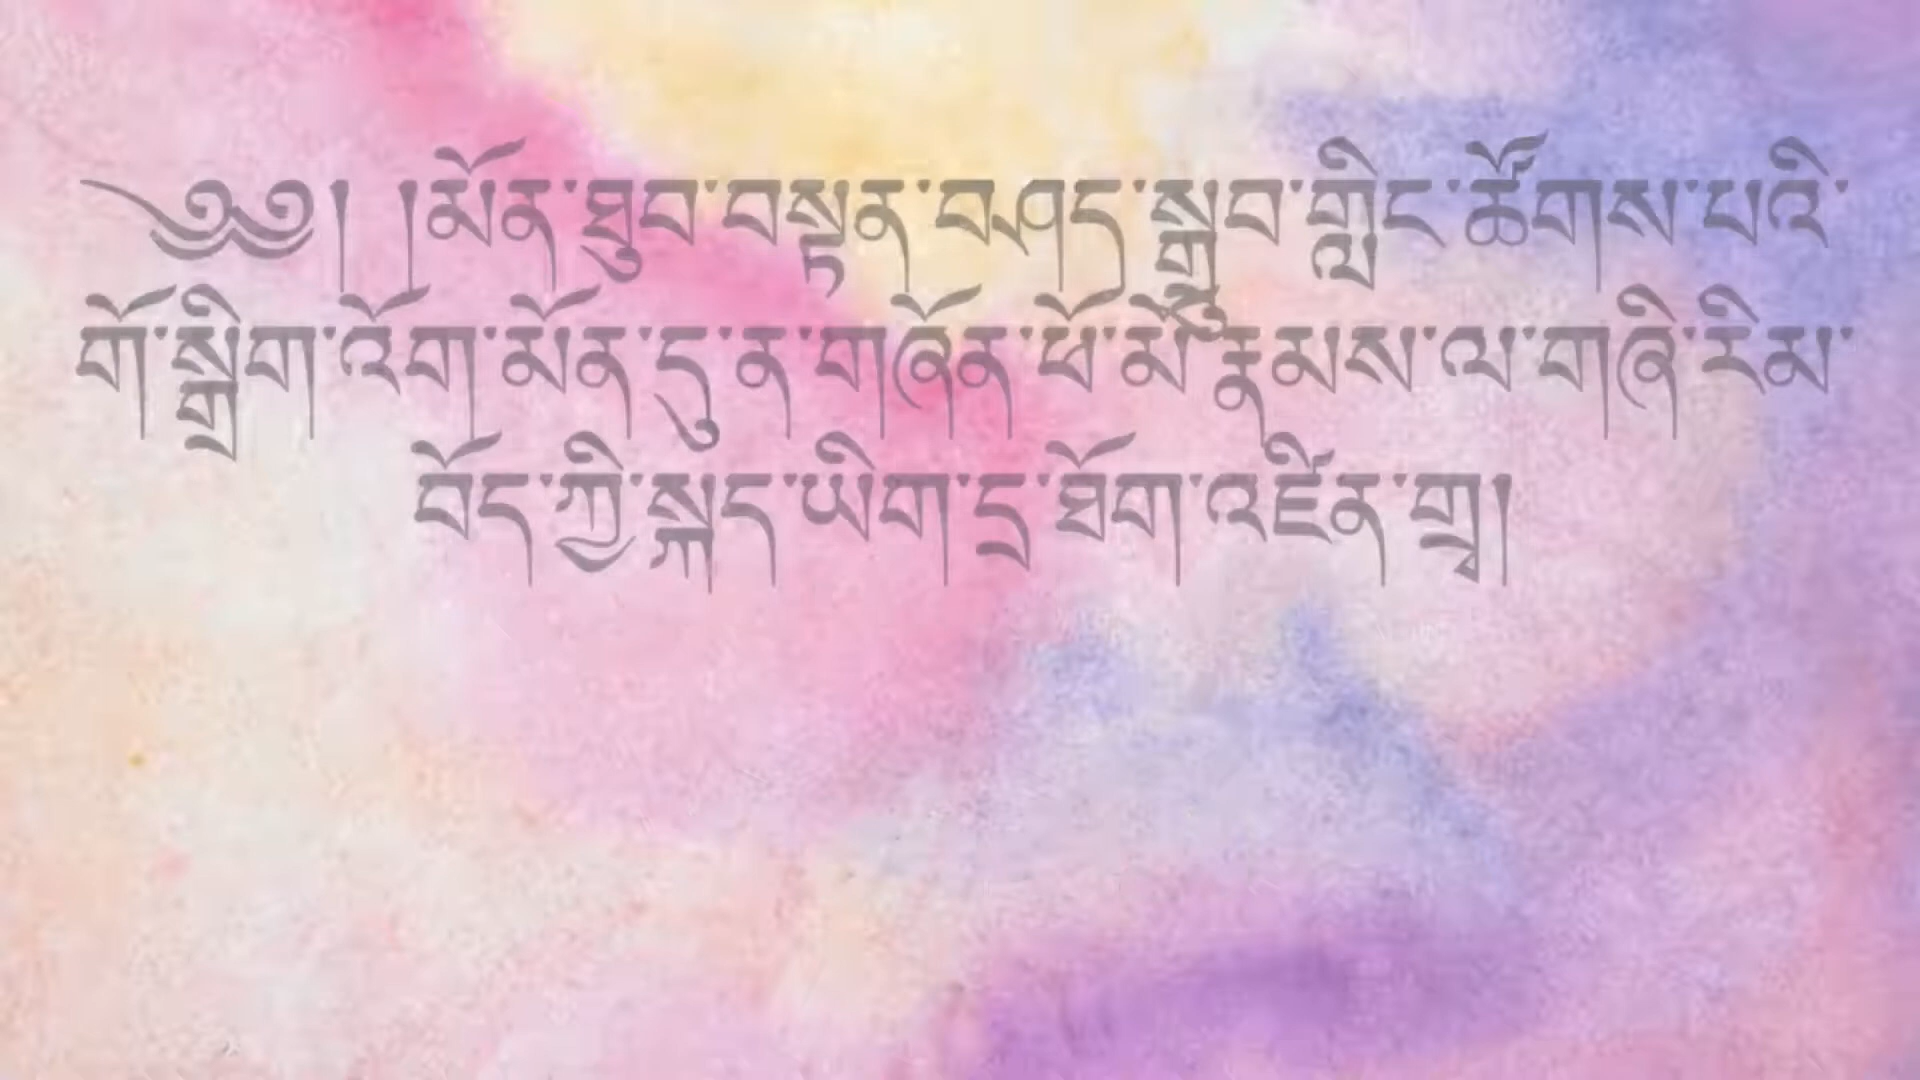 ༄༅། །མོན་ཐུབ་བསྟན་བཤད་སྒྲུབ་གླིང་ཚོགས་པའི་
གོ་སྒྲིག་འོག་མོན་དུ་ན་གཞོན་ཕོ་མོ་རྣམས་ལ་གཞི་རིམ་
བོད་ཀྱི་སྐད་ཡིག་དྲ་ཐོག་འཛིན་གྲྭ།